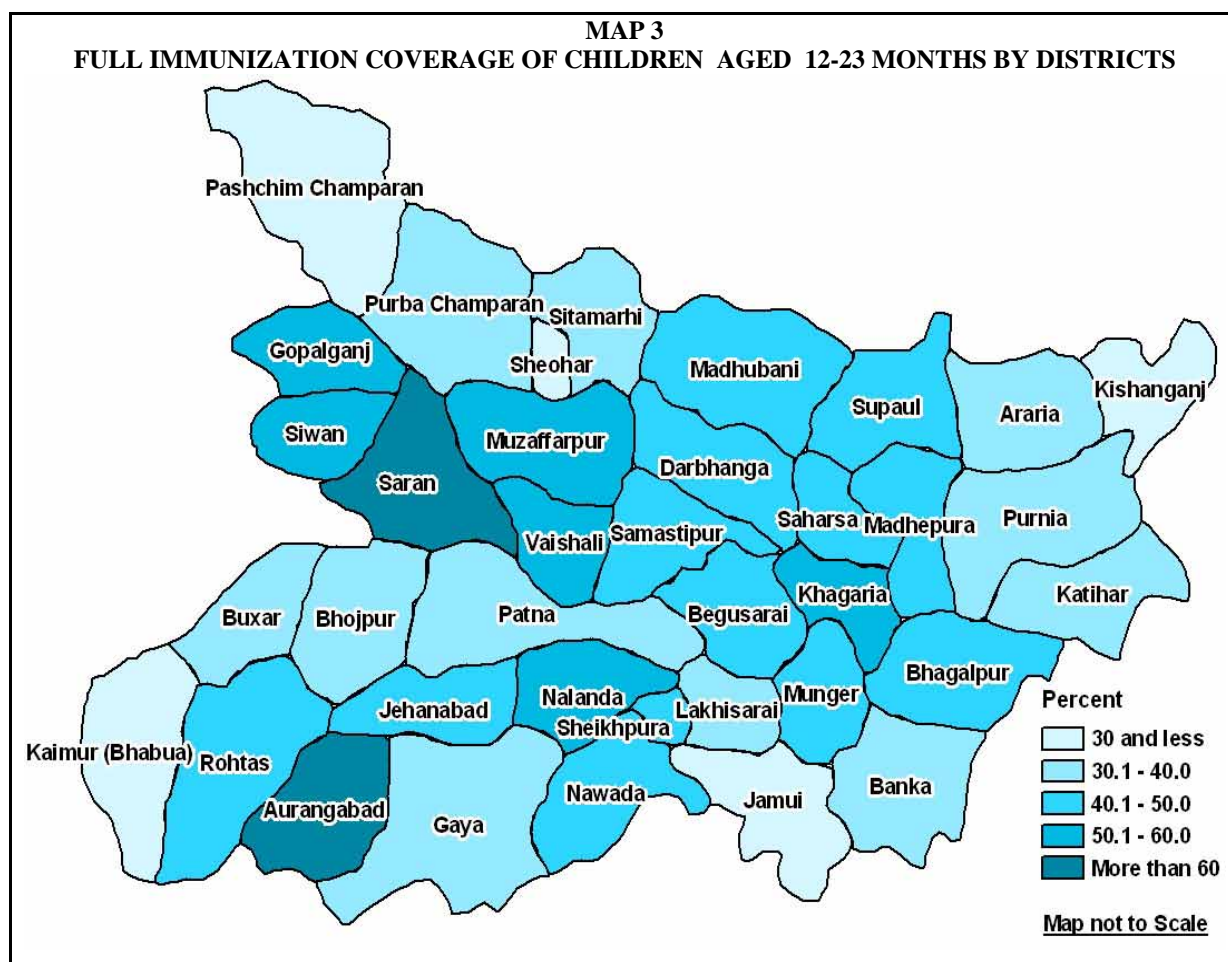 MAP 3
FULL IMMUNIZATION COVERAGE OF CHILDREN AGED 12-23 MONTHS BY DISTRICTS
Pashchim Champaran
Purba Champaran
Sitamarhi
Gopalganj
Sheohar
Madhubani
Kishanganj
Supaul
Araria
Siwan
Muzaffarpur
Darbhanga
Saran
Saharsa
Madhepura
Purnia
Vaishali
Samastipur
Khagaria
Katihar
Buxar
Bhojpur
Patna
Begusarai
Bhagalpur
Nalanda
Munger
Jehanabad
Lakhisarai
Sheikhpura
Kaimur (Bhabua)
Rohtas
Nawada
Jamui
Banka
Aurangabad
Gaya
Percent
30 and less
30.1 - 40.0
40.1 - 50.0
50.1 - 60.0
More than 60
Map not to Scale